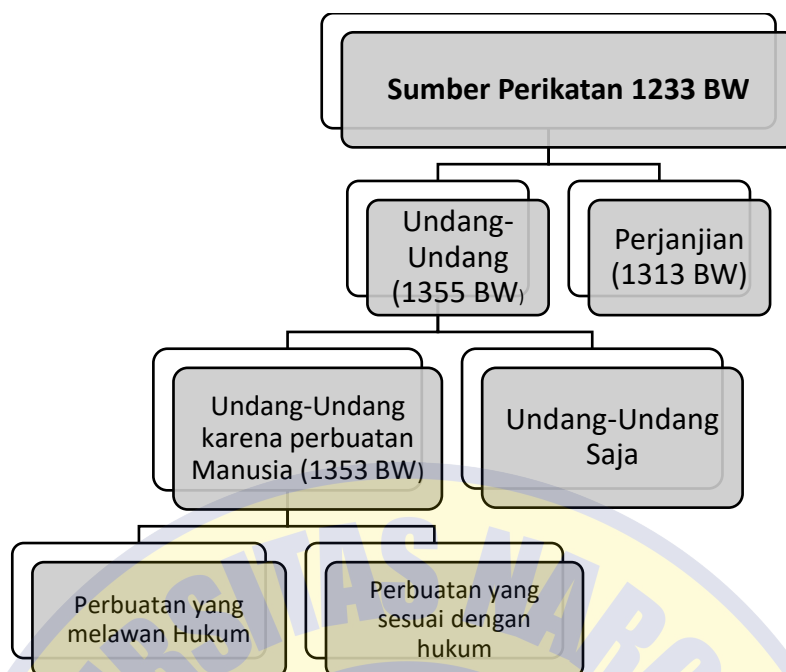 Sumber Perikatan 1233 BW
Undang-
Undang
(1355 BW)
Perjanjian
(1313 BW)
Undang-Undang
karena perbuatan
Manusia (1353 BW)
Undang-Undang
Saja
Perbuatan yang
melawan Hukum
Perbuatan yang
sesuai dengan
hukum